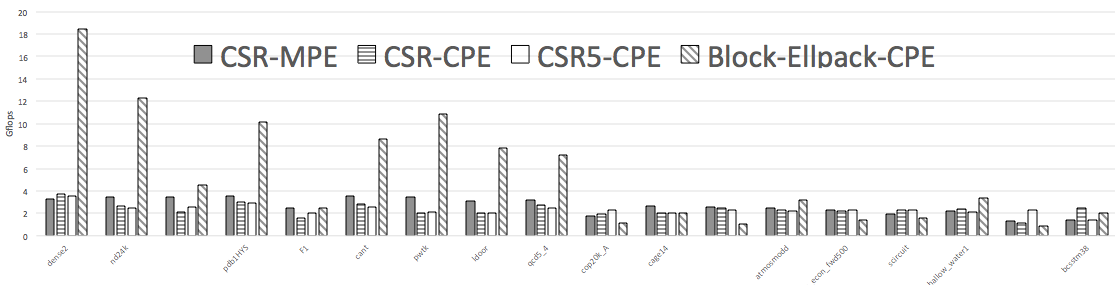 20
18
16
14
12
10
8
6
4
2
0
Gflops
CSR-MPE CSR-CPE CSR5-CPE Block-Ellpack-CPE
dense2
nd24k
pdb1HYS
F1
cant
pwtk
ldoor
qcd5_4
cop20k_A
cage14
atmosmodd
econ_fwd500
scircuit
hallow_water1
bcsstm38